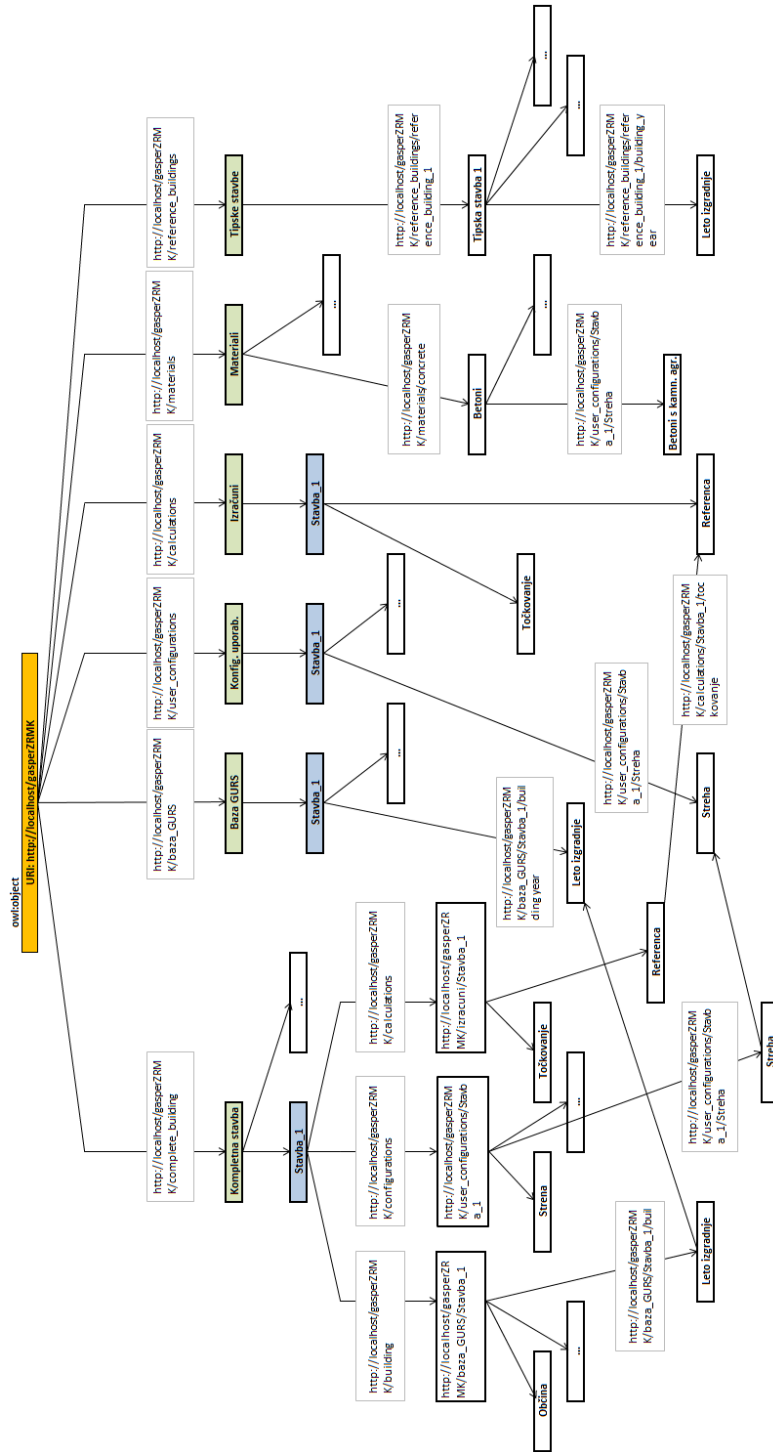 owl:object
URI: http://localhost/gasperZRMK
http://localhost/gasperZRM
K/complete_building
http://localhost/gasperZRM
K/baza_GURS
http://localhost/gasperZRM
K/user_configurations
http://localhost/gasperZRM
K/calculations
http://localhost/gasperZRM
K/materials
http://localhost/gasperZRM
K/reference_buildings
Kompletna stavba
Baza GURS
Konfig. uporab.
Izračuni
Materiali
Tipske stavbe
Stavba_1
...
Stavba_1
Stavba_1
Stavba_1
...
http://localhost/gasperZRM
K/building
http://localhost/gasperZRM
K/configurations
http://localhost/gasperZRM
K/calculations
...
...
http://localhost/gasperZRM
K/materials/concrete
http://localhost/gasperZRM
K/reference_buildings/refer
ence_building_1
http://localhost/gasperZR
MK/baza_GURS/Stavba_1
http://localhost/gasperZRM
K/user_configurations/Stavb
a_1
http://localhost/gasperZR
MK/izracuni/Stavba_1
Betoni
Tipska stavba 1
http://localhost/gasperZRM
K/baza_GURS/Stavba_1/buil
ding year
Občina
Strena
Točkovanje
Točkovanje
...
...
...
...
Leto izgradnje
http://localhost/gasperZRM
K/user_configurations/Stavb
a_1/Streha
...
http://localhost/gasperZRM
K/baza_GURS/Stavba_1/buil
http://localhost/gasperZRM
K/user_configurations/Stavb
a_1/Streha
http://localhost/gasperZRM
K/reference_buildings/refer
ence_building_1/building_y
ear
Referenca
Betoni s kamn. agr.
Leto izgradnje
http://localhost/gasperZRM
K/user_configurations/Stavb
a_1/Streha
Streha
http://localhost/gasperZRM
K/calculations/Stavba_1/toc
kovanje
Referenca
Leto izgradnje
Streha